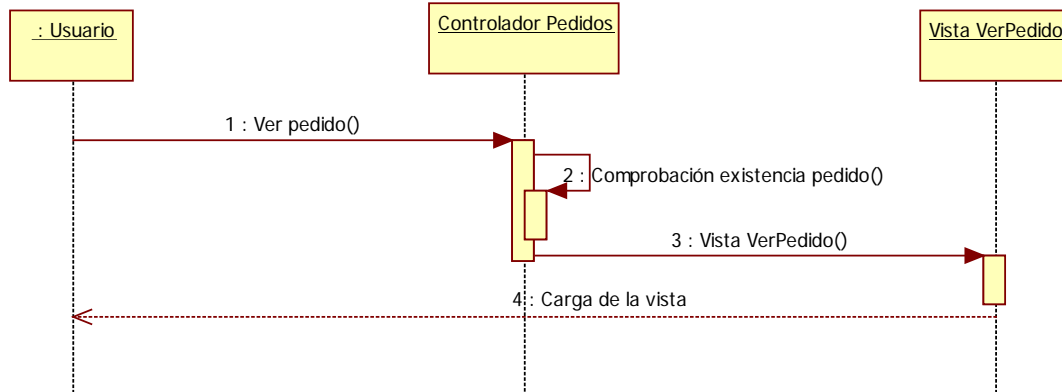 : Usuario
Controlador Pedidos
Vista VerPedido
1 : Ver pedido()
2 : Comprobación existencia pedido()
3 : Vista VerPedido()
4 : Carga de la vista